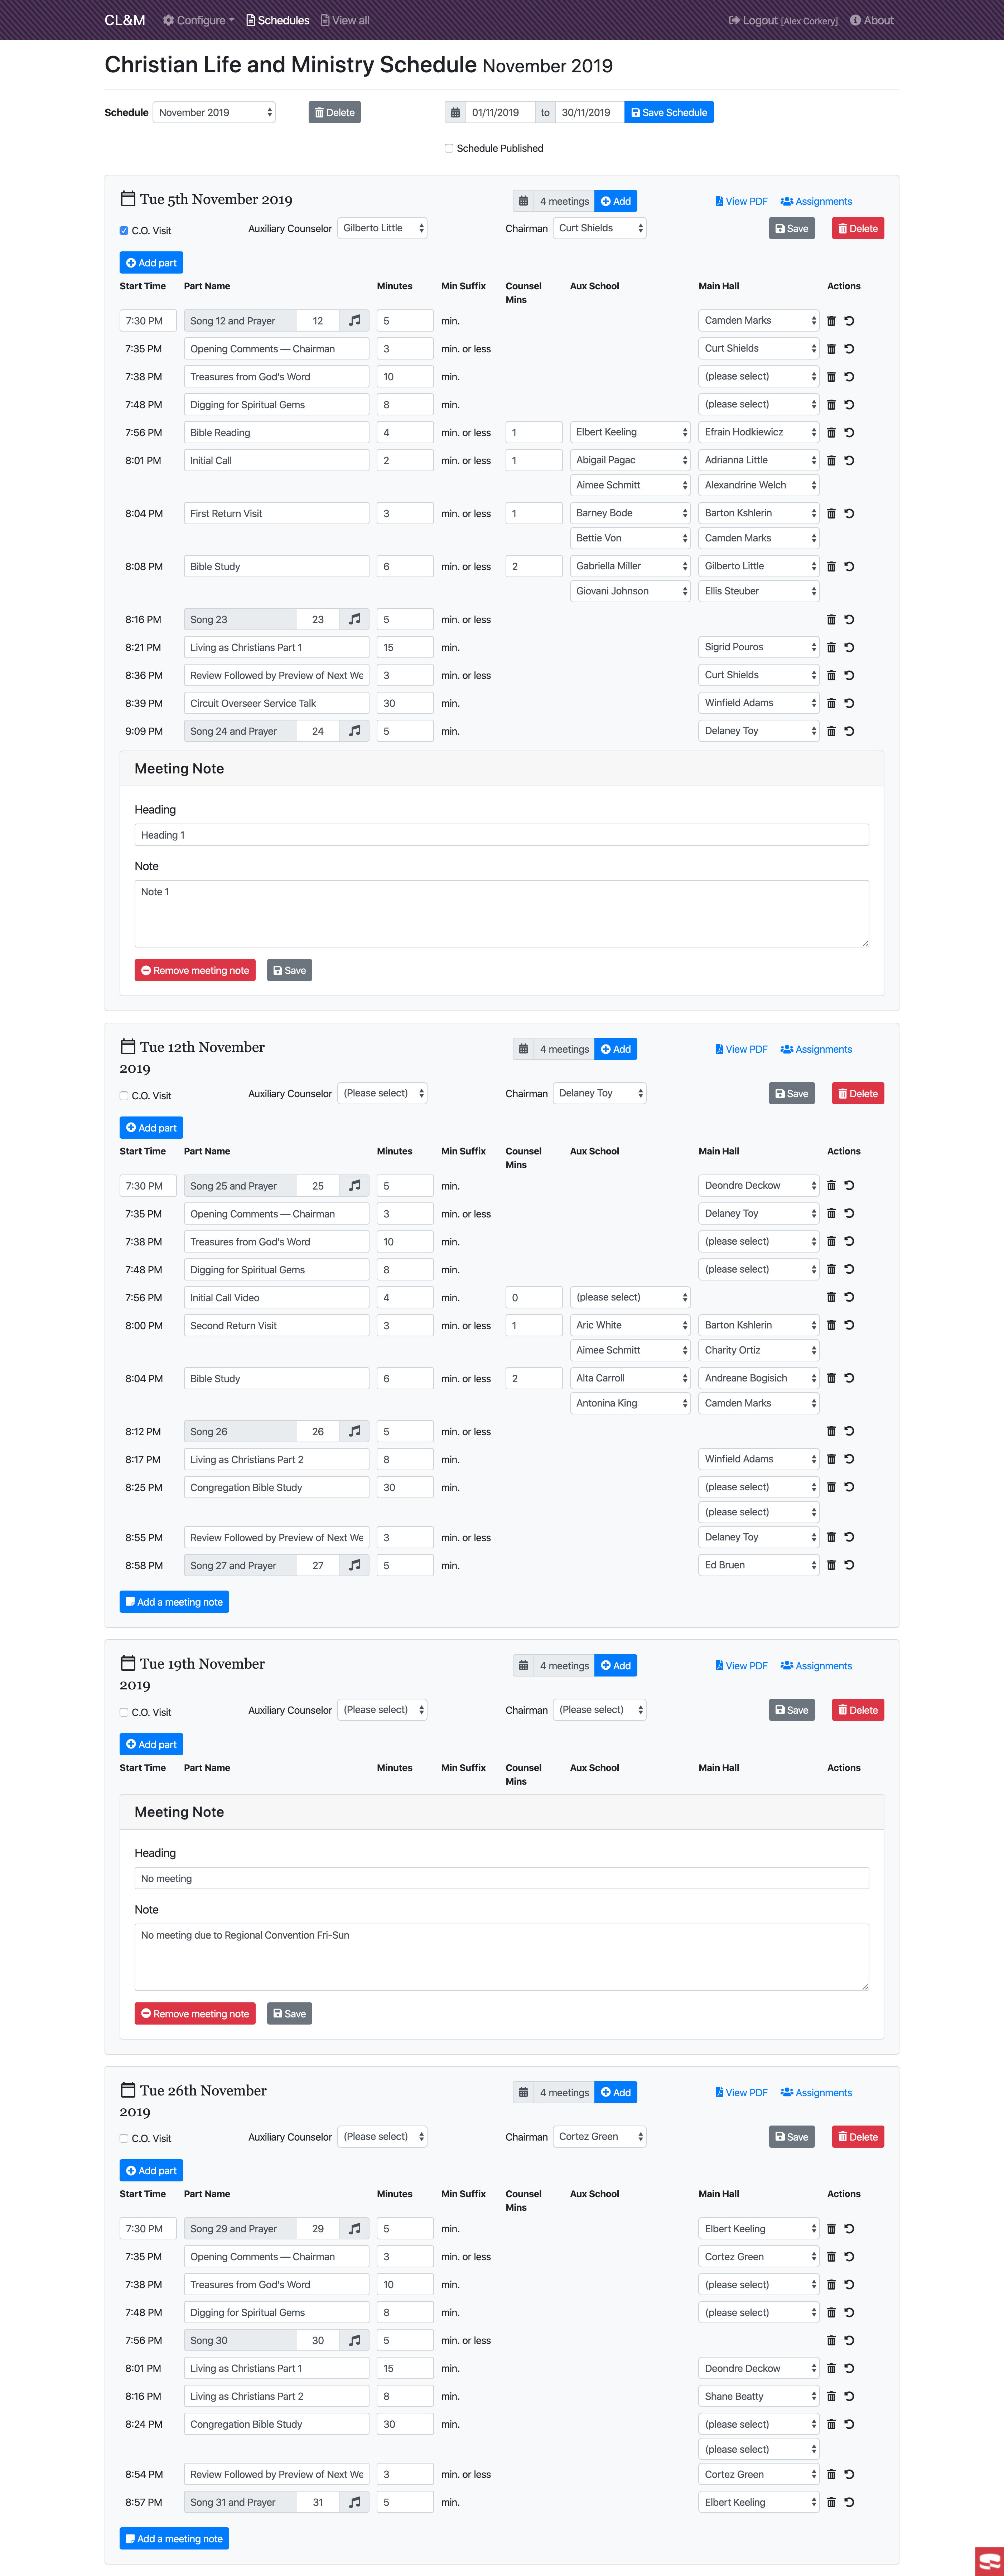 CL&M Configure Schedules View all Logout [Alex Corkery] About
Christian Life and Ministry Schedule November 2019
Schedule November 2019 Delete 01/11/2019 to 30/11/2019 Save Schedule
Schedule Published
Tue 5th November 2019 4 meetings Add View PDF Assignments
C.O. Visit Auxiliary Counselor Gilberto Little Chairman Curt Shields Save Delete
Add part
Start Time Part Name Minutes Min Suffix Counsel Mins Aux School Main Hall Actions
7:30 PM Song 12 and Prayer 12 5 min. Camden Marks
7:35 PM Opening Comments — Chairman 3 min. or less Curt Shields
7:38 PM Treasures from God's Word 10 min. (please select)
7:48 PM Digging for Spiritual Gems 8 min. (please select)
7:56 PM Bible Reading 4 min. or less 1 Elbert Keeling Efrain Hodkiewicz
8:01 PM Initial Call 2 min. or less 1 Abigail Pagac Adrianna Little
Aimee Schmitt Alexandrine Welch
8:04 PM First Return Visit 3 min. or less 1 Barney Bode Barton Kshlerin
Bettie Von Camden Marks
8:08 PM Bible Study 6 min. or less 2 Gabriella Miller Gilberto Little
Giovani Johnson Ellis Steuber
8:16 PM Song 23 23 5 min. or less
8:21 PM Living as Christians Part 1 15 min. Sigrid Pouros
8:36 PM Review Followed by Preview of Next We 3 min. or less Curt Shields
8:39 PM Circuit Overseer Service Talk 30 min. Winfield Adams
9:09 PM Song 24 and Prayer 24 5 min. Delaney Toy
Meeting Note
Heading
Heading 1
Note
Note 1
Remove meeting note Save
Tue 12th November 2019 4 meetings Add View PDF Assignments
C.O. Visit Auxiliary Counselor (Please select) Chairman Delaney Toy Save Delete
Add part
Start Time Part Name Minutes Min Suffix Counsel Mins Aux School Main Hall Actions
7:30 PM Song 25 and Prayer 25 5 min. Deondre Deckow
7:35 PM Opening Comments — Chairman 3 min. or less Delaney Toy
7:38 PM Treasures from God's Word 10 min. (please select)
7:48 PM Digging for Spiritual Gems 8 min. (please select)
7:56 PM Initial Call Video 4 min. 0 (please select)
8:00 PM Second Return Visit 3 min. or less 1 Aric White Barton Kshlerin
Aimee Schmitt Charity Ortiz
8:04 PM Bible Study 6 min. or less 2 Alta Carroll Andreane Bogisich
Antonina King Camden Marks
8:12 PM Song 26 26 5 min. or less
8:17 PM Living as Christians Part 2 8 min. Winfield Adams
8:25 PM Congregation Bible Study 30 min. (please select)
(please select)
8:55 PM Review Followed by Preview of Next We 3 min. or less Delaney Toy
8:58 PM Song 27 and Prayer 27 5 min. Ed Bruen
Add a meeting note
Tue 19th November 2019 4 meetings Add View PDF Assignments
C.O. Visit Auxiliary Counselor (Please select) Chairman (Please select) Save Delete
Add part
Start Time Part Name Minutes Min Suffix Counsel Mins Aux School Main Hall Actions
Meeting Note
Heading
No meeting
Note
No meeting due to Regional Convention Fri-Sun
Remove meeting note Save
Tue 26th November 2019 4 meetings Add View PDF Assignments
C.O. Visit Auxiliary Counselor (Please select) Chairman Cortez Green Save Delete
Add part
Start Time Part Name Minutes Min Suffix Counsel Mins Aux School Main Hall Actions
7:30 PM Song 29 and Prayer 29 5 min. Elbert Keeling
7:35 PM Opening Comments — Chairman 3 min. or less Cortez Green
7:38 PM Treasures from God's Word 10 min. (please select)
7:48 PM Digging for Spiritual Gems 8 min. (please select)
7:56 PM Song 30 30 5 min. or less
8:01 PM Living as Christians Part 1 15 min. Deondre Deckow
8:16 PM Living as Christians Part 2 8 min. Shane Beatty
8:24 PM Congregation Bible Study 30 min. (please select)
(please select)
8:54 PM Review Followed by Preview of Next We 3 min. or less Cortez Green
8:57 PM Song 31 and Prayer 31 5 min. Elbert Keeling
Add a meeting note